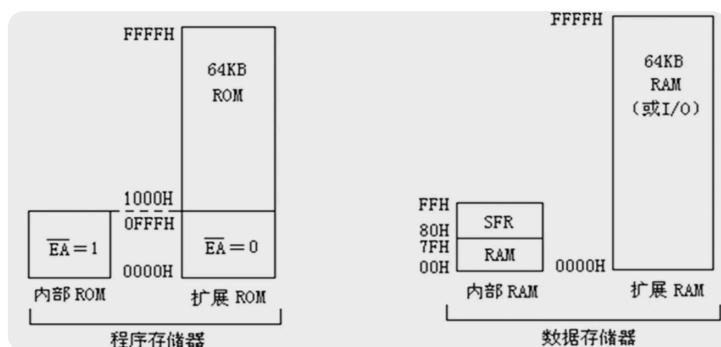 FFFFH
64KB
ROM
1000H
0FFFH
EA=1
EA=0
0000H
内部 ROM
扩展 ROM
程序存储器
FFFFH
64KB
RAM
(或I/O)
FFH
SFR
80H
7FH
RAM
00H
0000H
内部 RAM
扩展 RAM
数据存储器